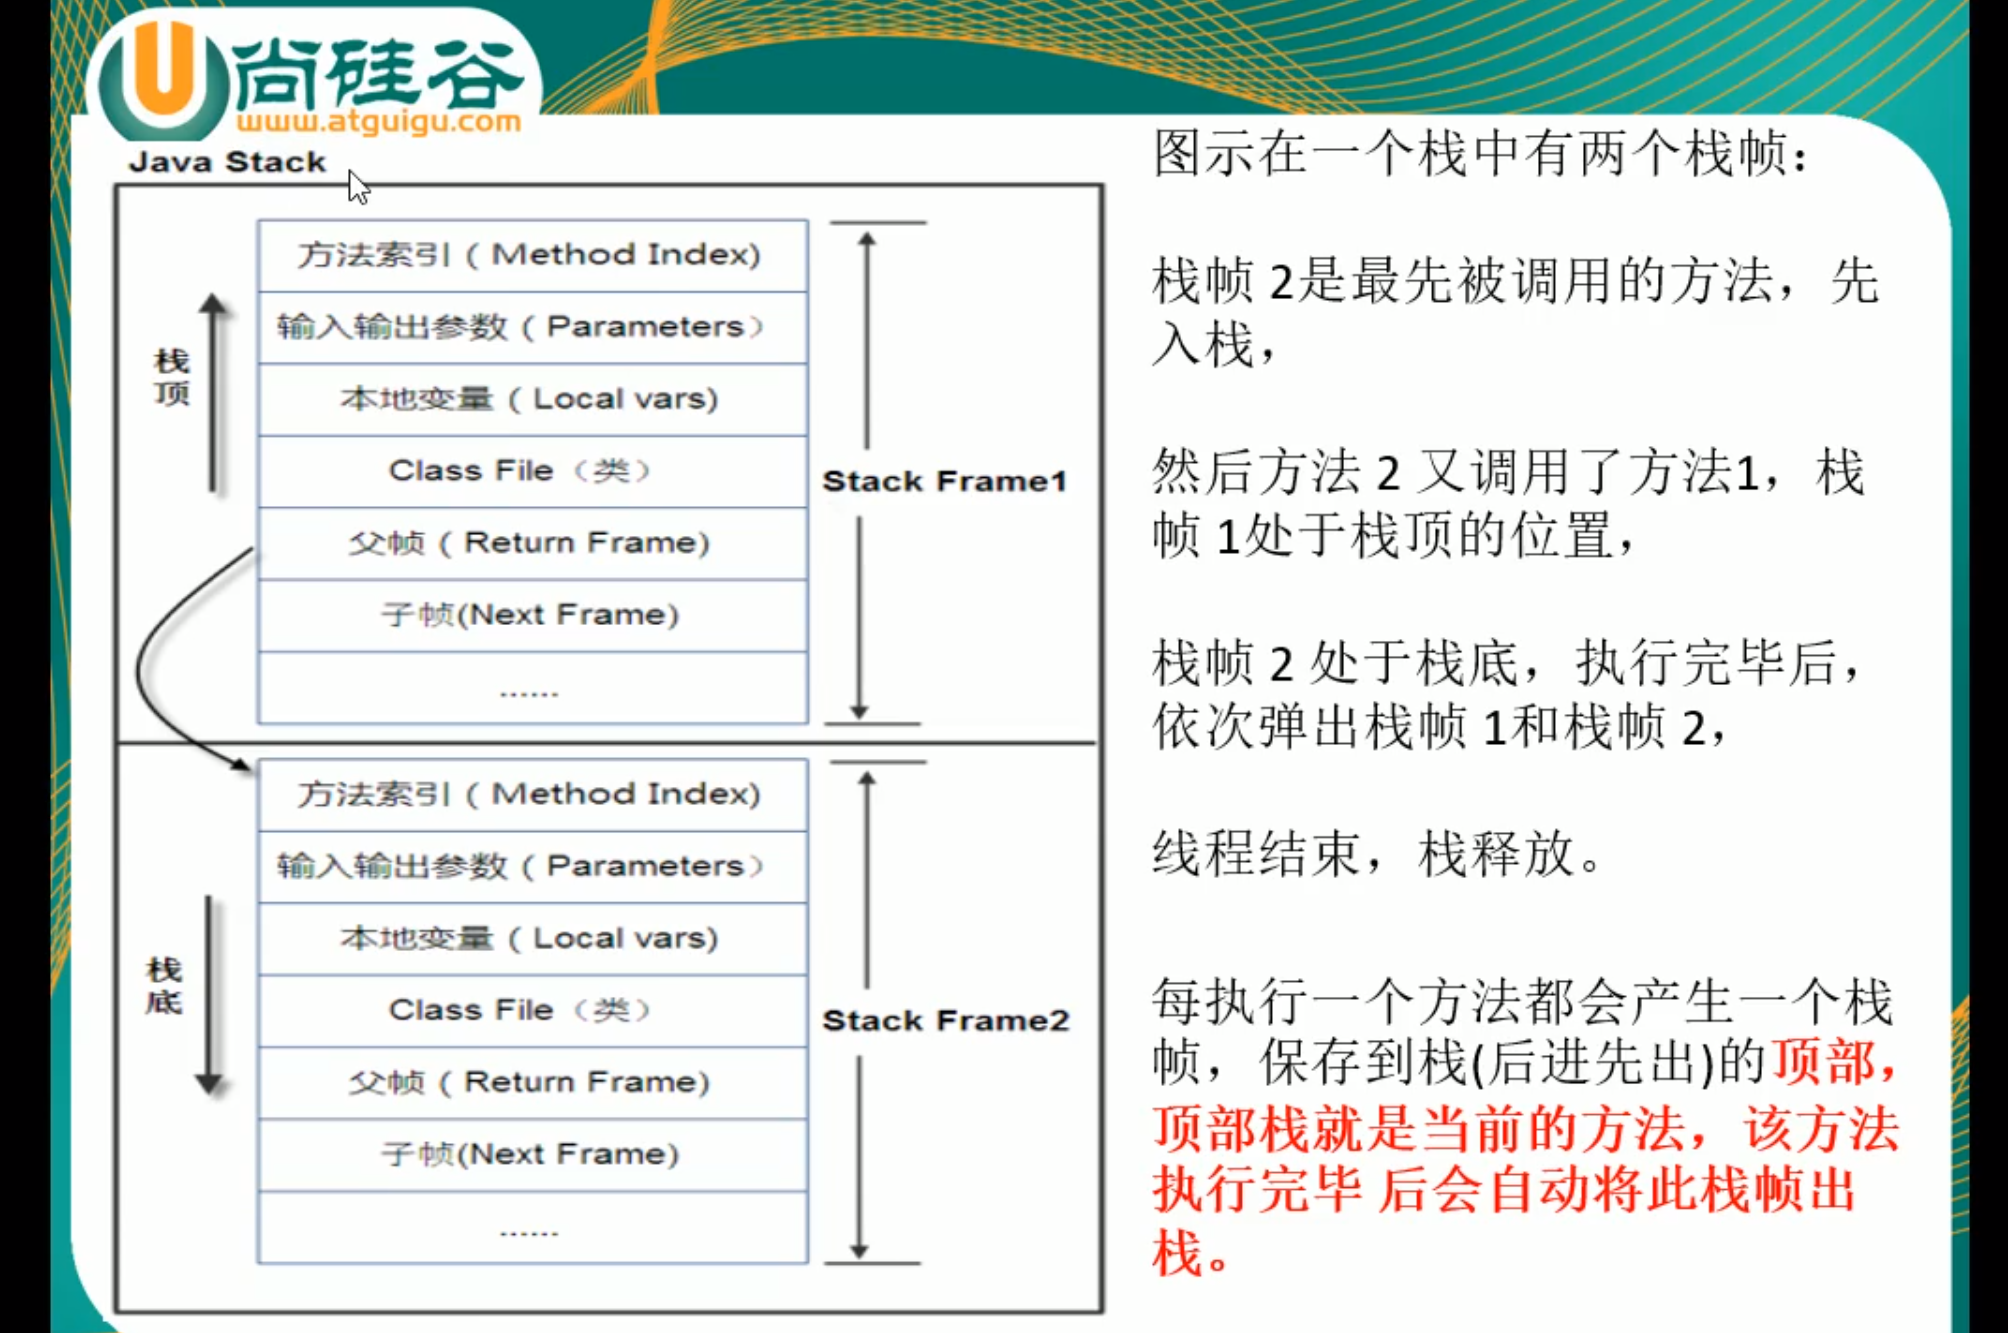 尚硅谷
www.atguigu.com
Java Stack
方法索引 ( Method Index)
输入输出参数 ( Parameters）
本地变量 ( Local vars)
Class File（类）
父帧 ( Return Frame)
子帧(Next Frame)
......
栈
顶
Stack Frame1
方法索引 ( Method Index)
输入输出参数 ( Parameters）
本地变量 ( Local vars)
Class File（类）
父帧 ( Return Frame)
子帧(Next Frame)
......
栈
底
Stack Frame2
图示在一个栈中有两个栈帧：
栈帧 2是最先被调用的方法，先
入栈，
然后方法 2 又调用了方法1，栈
帧 1处于栈顶的位置，
栈帧 2 处于栈底，执行完毕后，
依次弹出栈帧 1和栈帧 2，
线程结束，栈释放。
每执行一个方法都会产生一个栈
帧，保存到栈(后进先出)的顶部，
顶部栈就是当前的方法，该方法
执行完毕 后会自动将此栈帧出
栈。